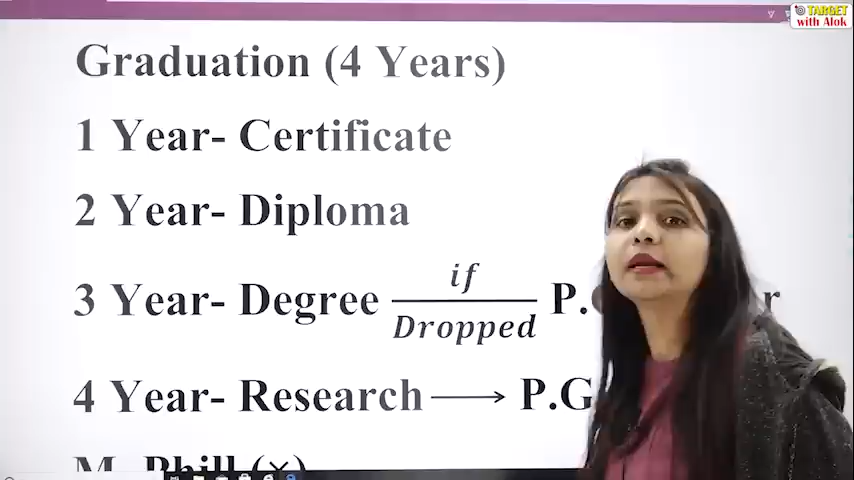 TARGET
with Alok
Graduation (4 Years)
1 Year- Certificate
2 Year- Diploma
3 Year- Degree if/Dropped P.
4 Year- Research ⟶ P.G
M. Phill (×)